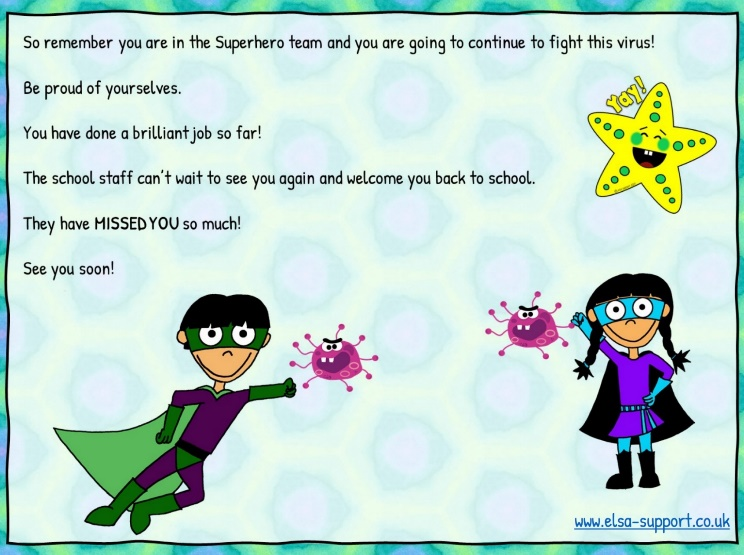 So remember you are in the Superhero team and you are going to continue to fight this virus!
Yay!
Be proud of yourselves.
You have done a brilliant job so far!
The school staff can't wait to see you again and welcome you back to school.
They have MISSED YOU so much!
See you soon!
www.elsa-support.co.uk